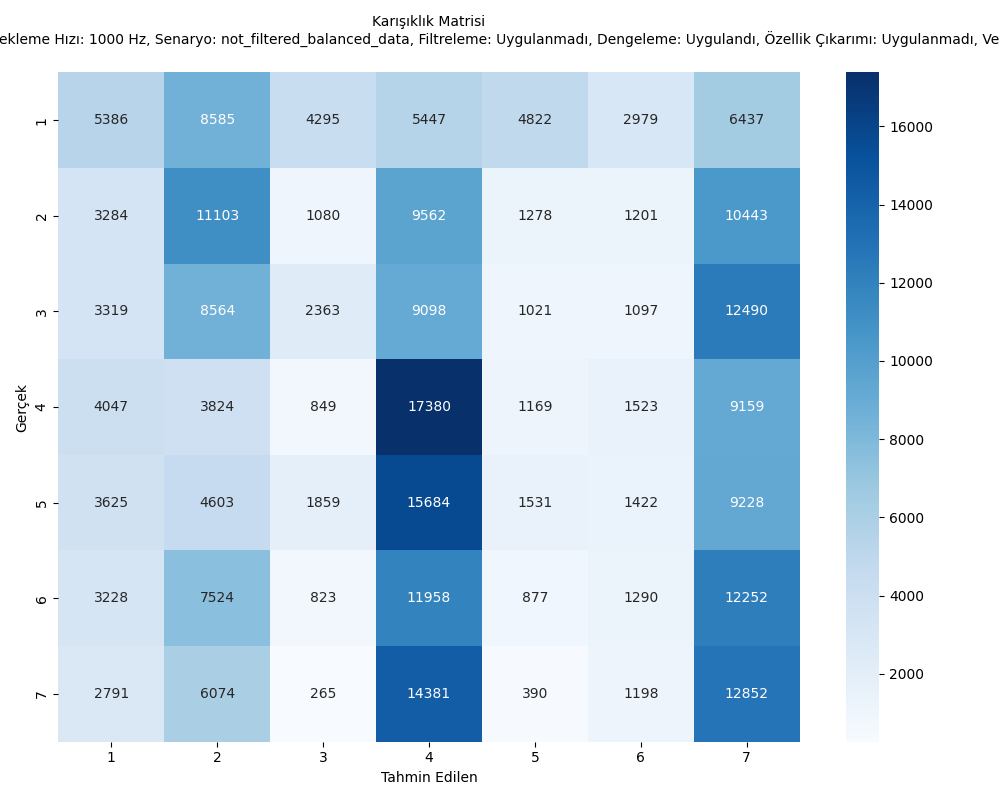 Karışıklık Matrisi
ekleme Hızı: 1000 Hz, Senaryo: not_filtered_balanced_data, Filtreleme: Uygulanmadı, Dengeleme: Uygulandı, Özellik Çıkarımı: Uygulanmadı, Ve
1 5386 8585 4295 5447 4822 2979 6437
2 3284 11103 1080 9562 1278 1201 10443
3 3319 8564 2363 9098 1021 1097 12490
4 4047 3824 849 17380 1169 1523 9159
5 3625 4603 1859 15684 1531 1422 9228
6 3228 7524 823 11958 877 1290 12252
7 2791 6074 265 14381 390 1198 12852
1 2 3 4 5 6 7
Gerçek
Tahmin Edilen
16000
14000
12000
10000
8000
6000
4000
2000